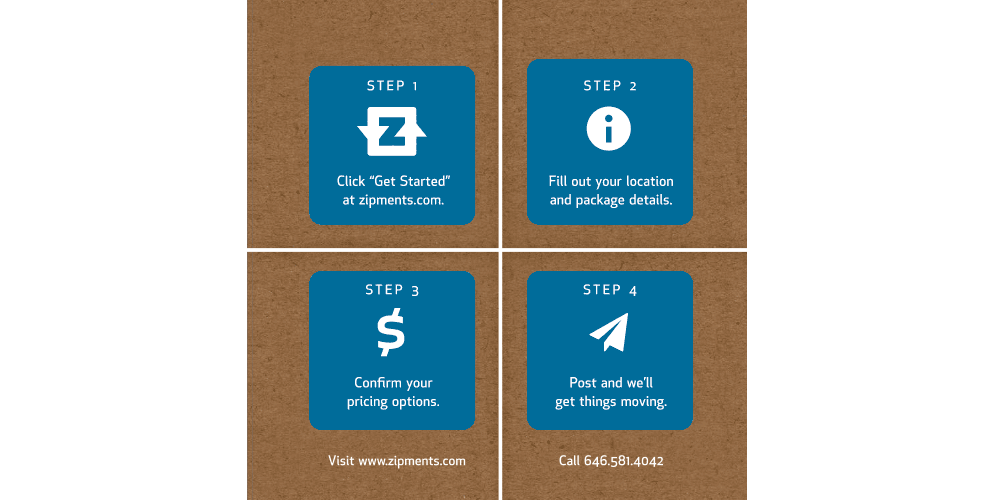 STEP 1
Z
Click “Get Started”
at zipments.com.
STEP 2
i
Fill out your location
and package details.
STEP 3
$
Confirm your
pricing options.
STEP 4
Post and we’ll
get things moving.
Visit www.zipments.com
Call 646.581.4042